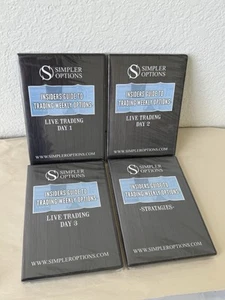 SIMPLER
OPTIONS
INSIDERS GUIDE TO
TRADING WEEKLY OPTIONS
LIVE TRADING
DAY 1
WWW.SIMPLEROPTIONS.COM
SIMPLER
OPTIONS
INSIDERS GUIDE TO
TRADING WEEKLY OPTIONS
LIVE TRADING
DAY 2
WWW.SIMPLEROPTIONS.COM
SIMPLER
OPTIONS
INSIDERS GUIDE TO
TRADING WEEKLY OPTIONS
LIVE TRADING
DAY 3
WWW.SIMPLEROPTIONS.COM
SIMPLER
OPTIONS
INSIDERS GUIDE TO
TRADING WEEKLY OPTIONS
-STRATAGIES-
WWW.SIMPLEROPTIONS.COM